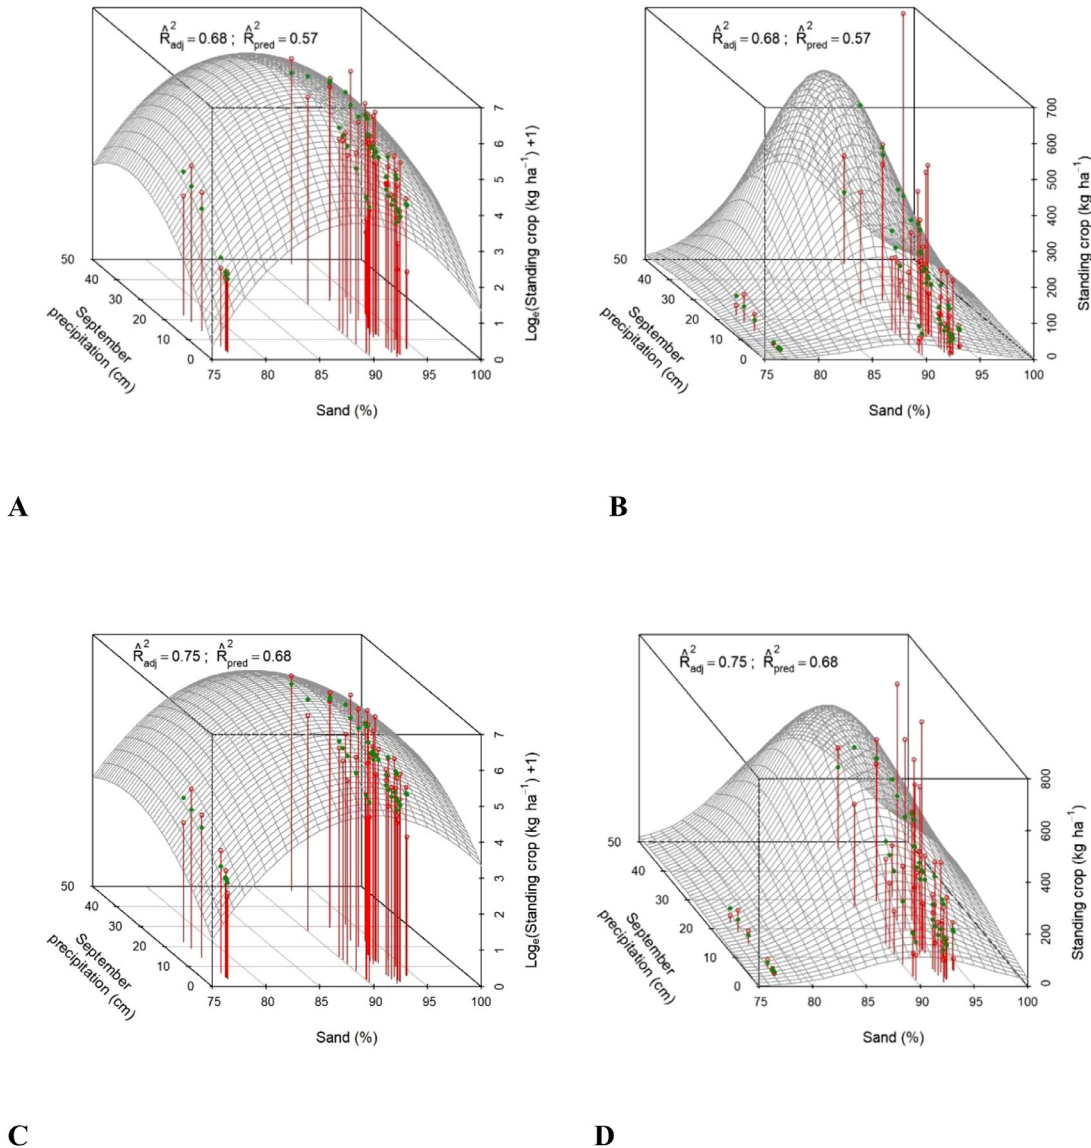 R̂²adj = 0.68 ; R̂²pred = 0.57
7
6
5
4
3
2
1
0
Logₑ(Standing crop (kg ha⁻¹) +1)
50
40
30
20
10
0
September
precipitation (cm)
75 80 85 90 95 100
Sand (%)
A
R̂²adj = 0.68 ; R̂²pred = 0.57
700
600
500
400
300
200
100
0
Standing crop (kg ha⁻¹)
50
40
30
20
10
0
September
precipitation (cm)
75 80 85 90 95 100
Sand (%)
B
R̂²adj = 0.75 ; R̂²pred = 0.68
7
6
5
4
3
2
1
0
Logₑ(Standing crop (kg ha⁻¹) +1)
50
40
30
20
10
0
September
precipitation (cm)
75 80 85 90 95 100
Sand (%)
C
R̂²adj = 0.75 ; R̂²pred = 0.68
800
600
400
200
0
Standing crop (kg ha⁻¹)
50
40
30
20
10
0
September
precipitation (cm)
75 80 85 90 95 100
Sand (%)
D